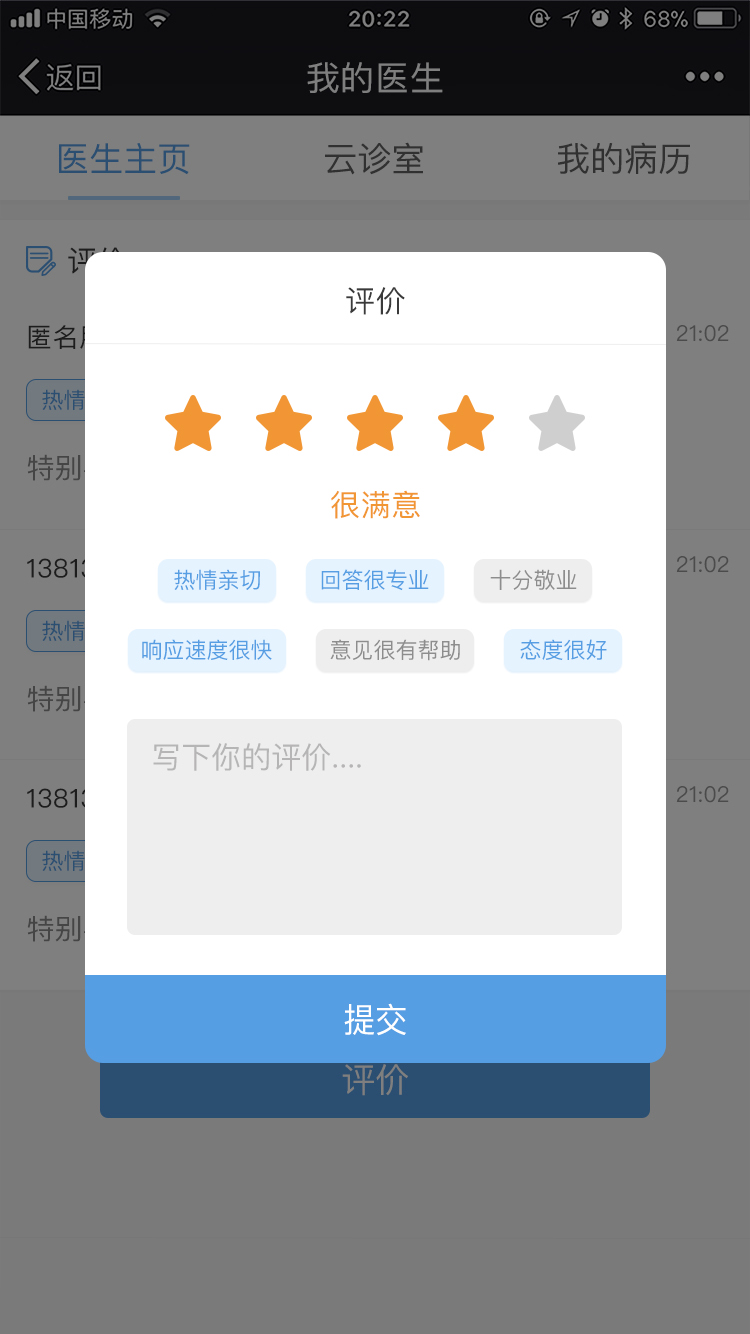 中国移动 20:22 68%
返回 我的医生
医生主页 云诊室 我的病历
评价
评价
匿名 21:02
热情
特别
很满意
热情亲切 回答很专业 十分敬业
1381 21:02
热情
响应速度很快 意见很有帮助 态度很好
特别
写下你的评价....
1381 21:02
热情
特别
提交
评价